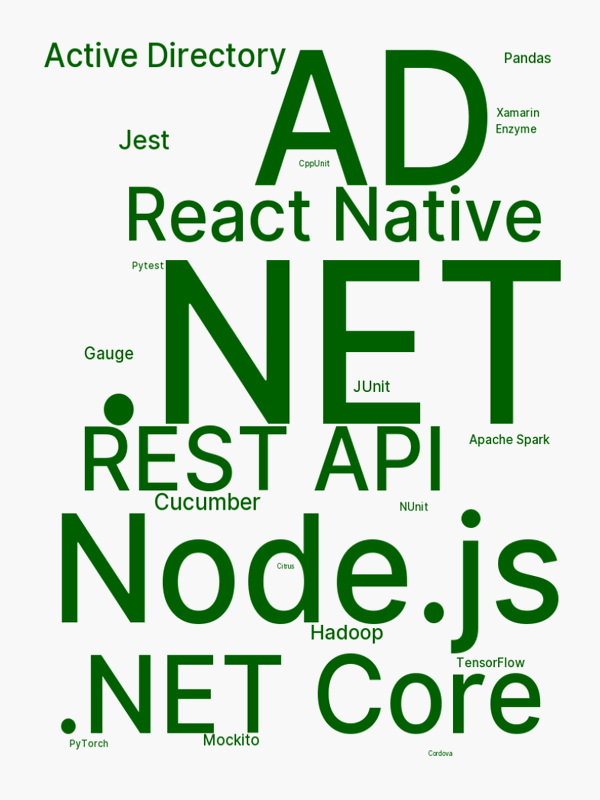 Active Directory
AD
Pandas
Xamarin
Enzyme
Jest
CppUnit
React Native
Pytest
.NET
Gauge
JUnit
REST API
Apache Spark
Cucumber
NUnit
Node.js
Citrus
Hadoop
TensorFlow
.NET Core
PyTorch
Mockito
Cordova